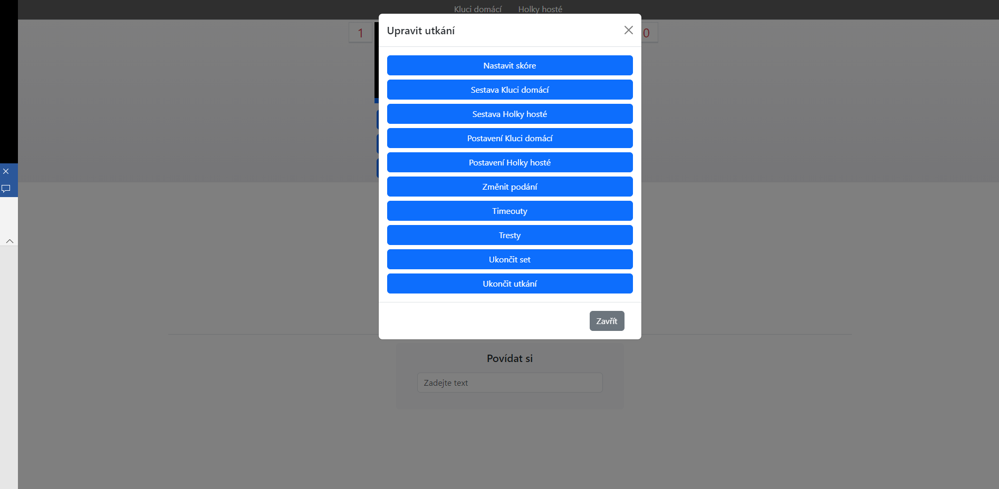 Kluci domácí Holky hosté
Upravit utkání
1
0
Nastavit skóre
Sestava Kluci domácí
Sestava Holky hosté
Postavení Kluci domácí
Postavení Holky hosté
Změnit podání
Timeouty
Tresty
Ukončit set
Ukončit utkání
Zavřít
Povídat si
Zadejte text